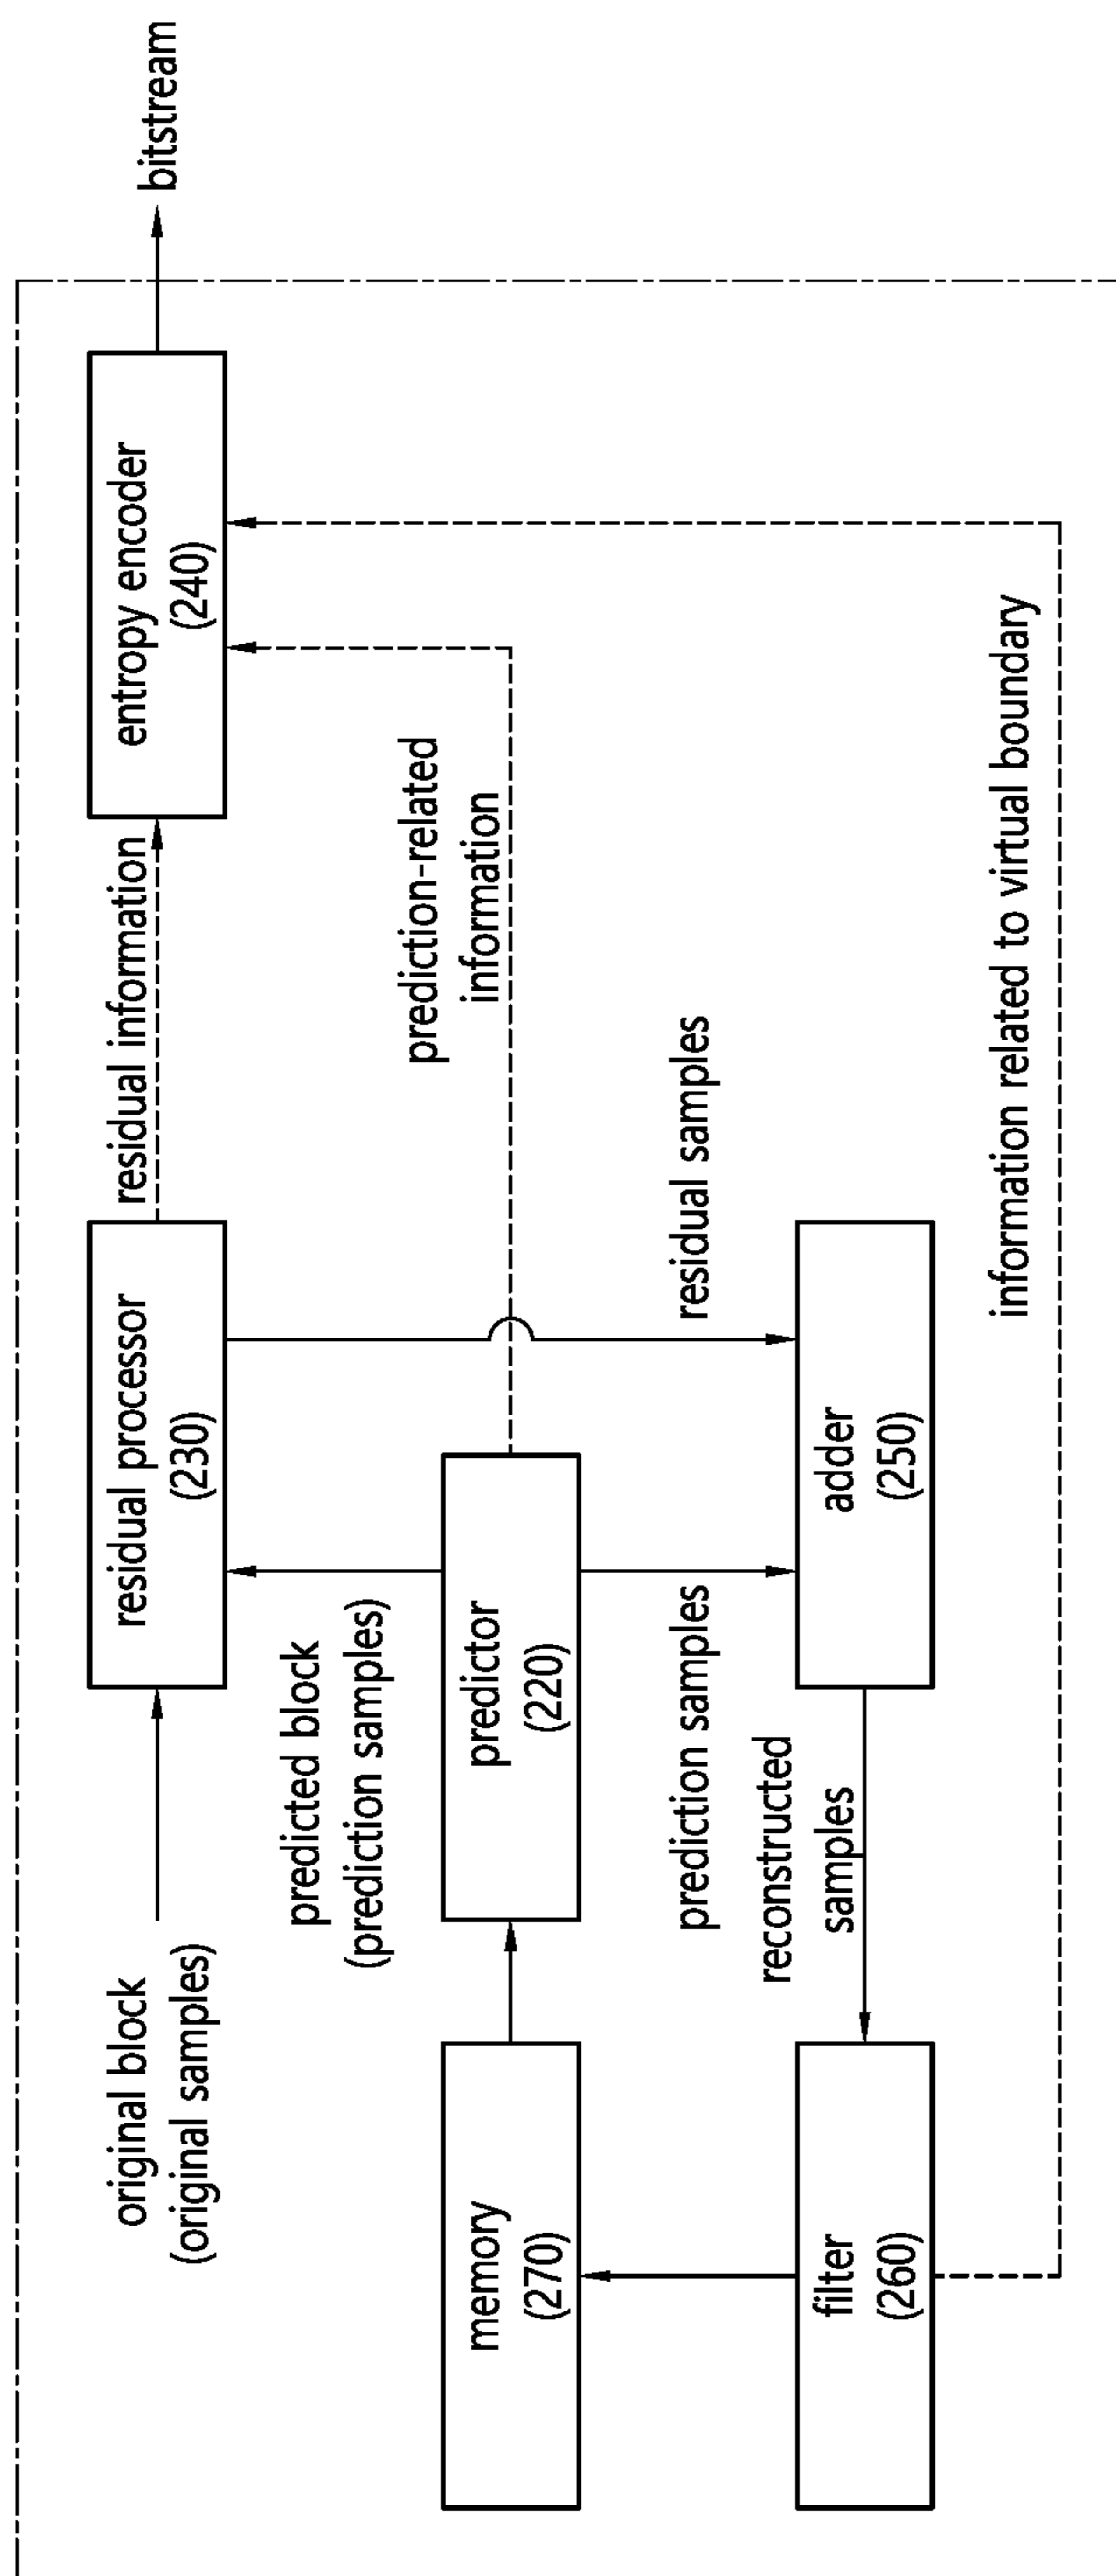 original block
(original samples)
residual processor
(230)
residual information
entropy encoder
(240)
bitstream
predicted block
(prediction samples)
prediction-related
information
memory
(270)
predictor
(220)
prediction samples
residual samples
reconstructed
samples
filter
(260)
adder
(250)
information related to virtual boundary